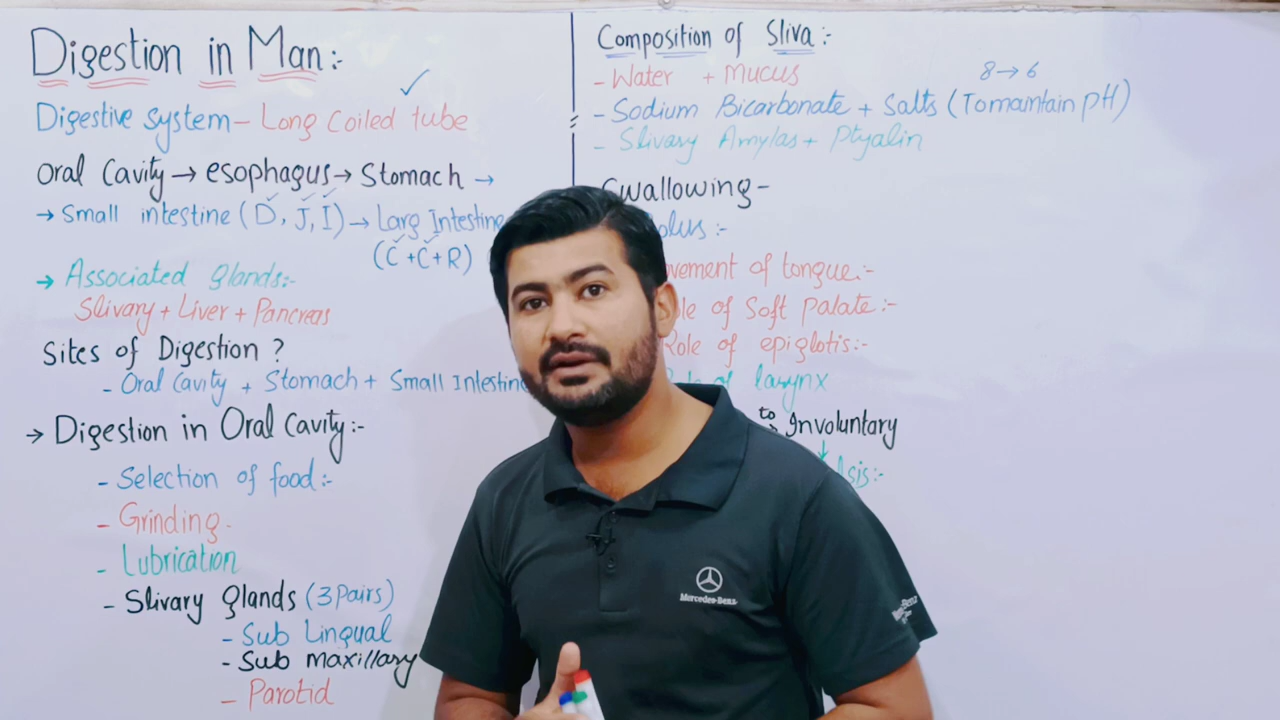 Digestion in Man:-
Digestive system - Long Coiled tube
Oral Cavity → esophagus → Stomach →
→ Small intestine (D, J, I) → Larg Intestine
(C+C+R)
→ Associated glands:-
Slivary + Liver + Pancreas
Sites of Digestion ?
- Oral Cavity + Stomach + Small Intestine
→ Digestion in Oral Cavity:-
- Selection of food:-
- Grinding-
- Lubrication
- Slivary glands (3 Pairs)
- Sub Lingual
- Sub maxillary
- Parotid
Composition of Sliva:-
- Water + Mucus
8→6
- Sodium Bicarbonate + Salts (To maintain pH)
- Slivary Amylas + Ptyalin
Swallowing-
of tongue:-
of Soft Palate:-
Role of epiglotis:-
of larynx
to Involuntary
Mercedes-Benz